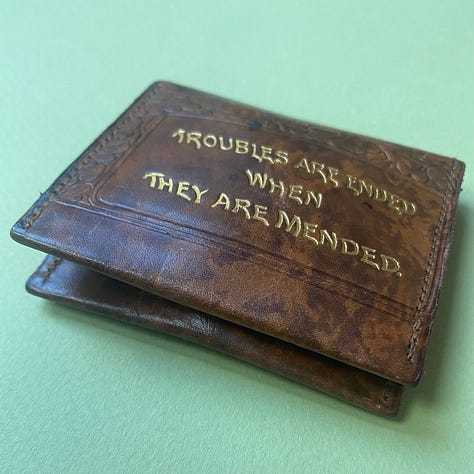 TROUBLES ARE ENDED
WHEN
THEY ARE MENDED.